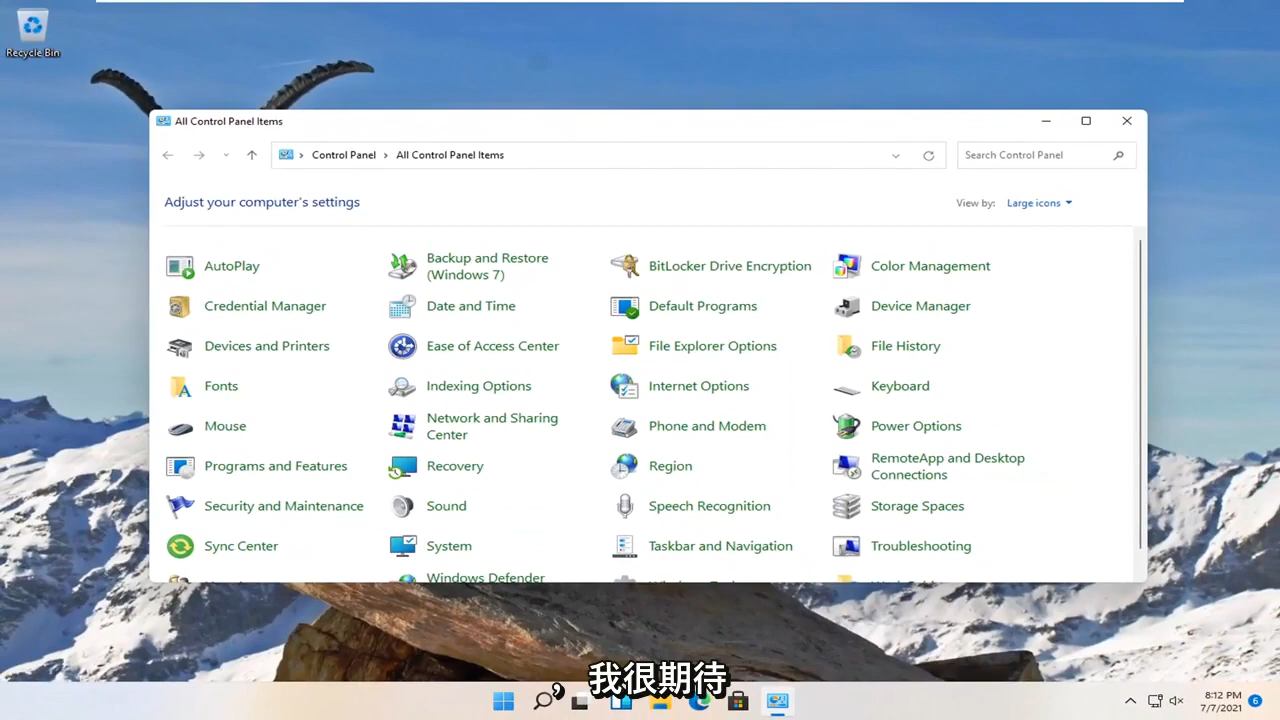 Recycle Bin
All Control Panel Items
Control Panel
All Control Panel Items
Search Control Panel
Adjust your computer's settings
View by:
Large icons
AutoPlay
Backup and Restore
(Windows 7)
BitLocker Drive Encryption
Color Management
Credential Manager
Date and Time
Default Programs
Device Manager
Devices and Printers
Ease of Access Center
File Explorer Options
File History
Fonts
Indexing Options
Internet Options
Keyboard
Mouse
Network and Sharing
Center
Phone and Modem
Power Options
Programs and Features
Recovery
Region
RemoteApp and Desktop
Connections
Security and Maintenance
Sound
Speech Recognition
Storage Spaces
Sync Center
System
Taskbar and Navigation
Troubleshooting
Windows Defender
,我很期待
8:12 PM
7/7/2021
6